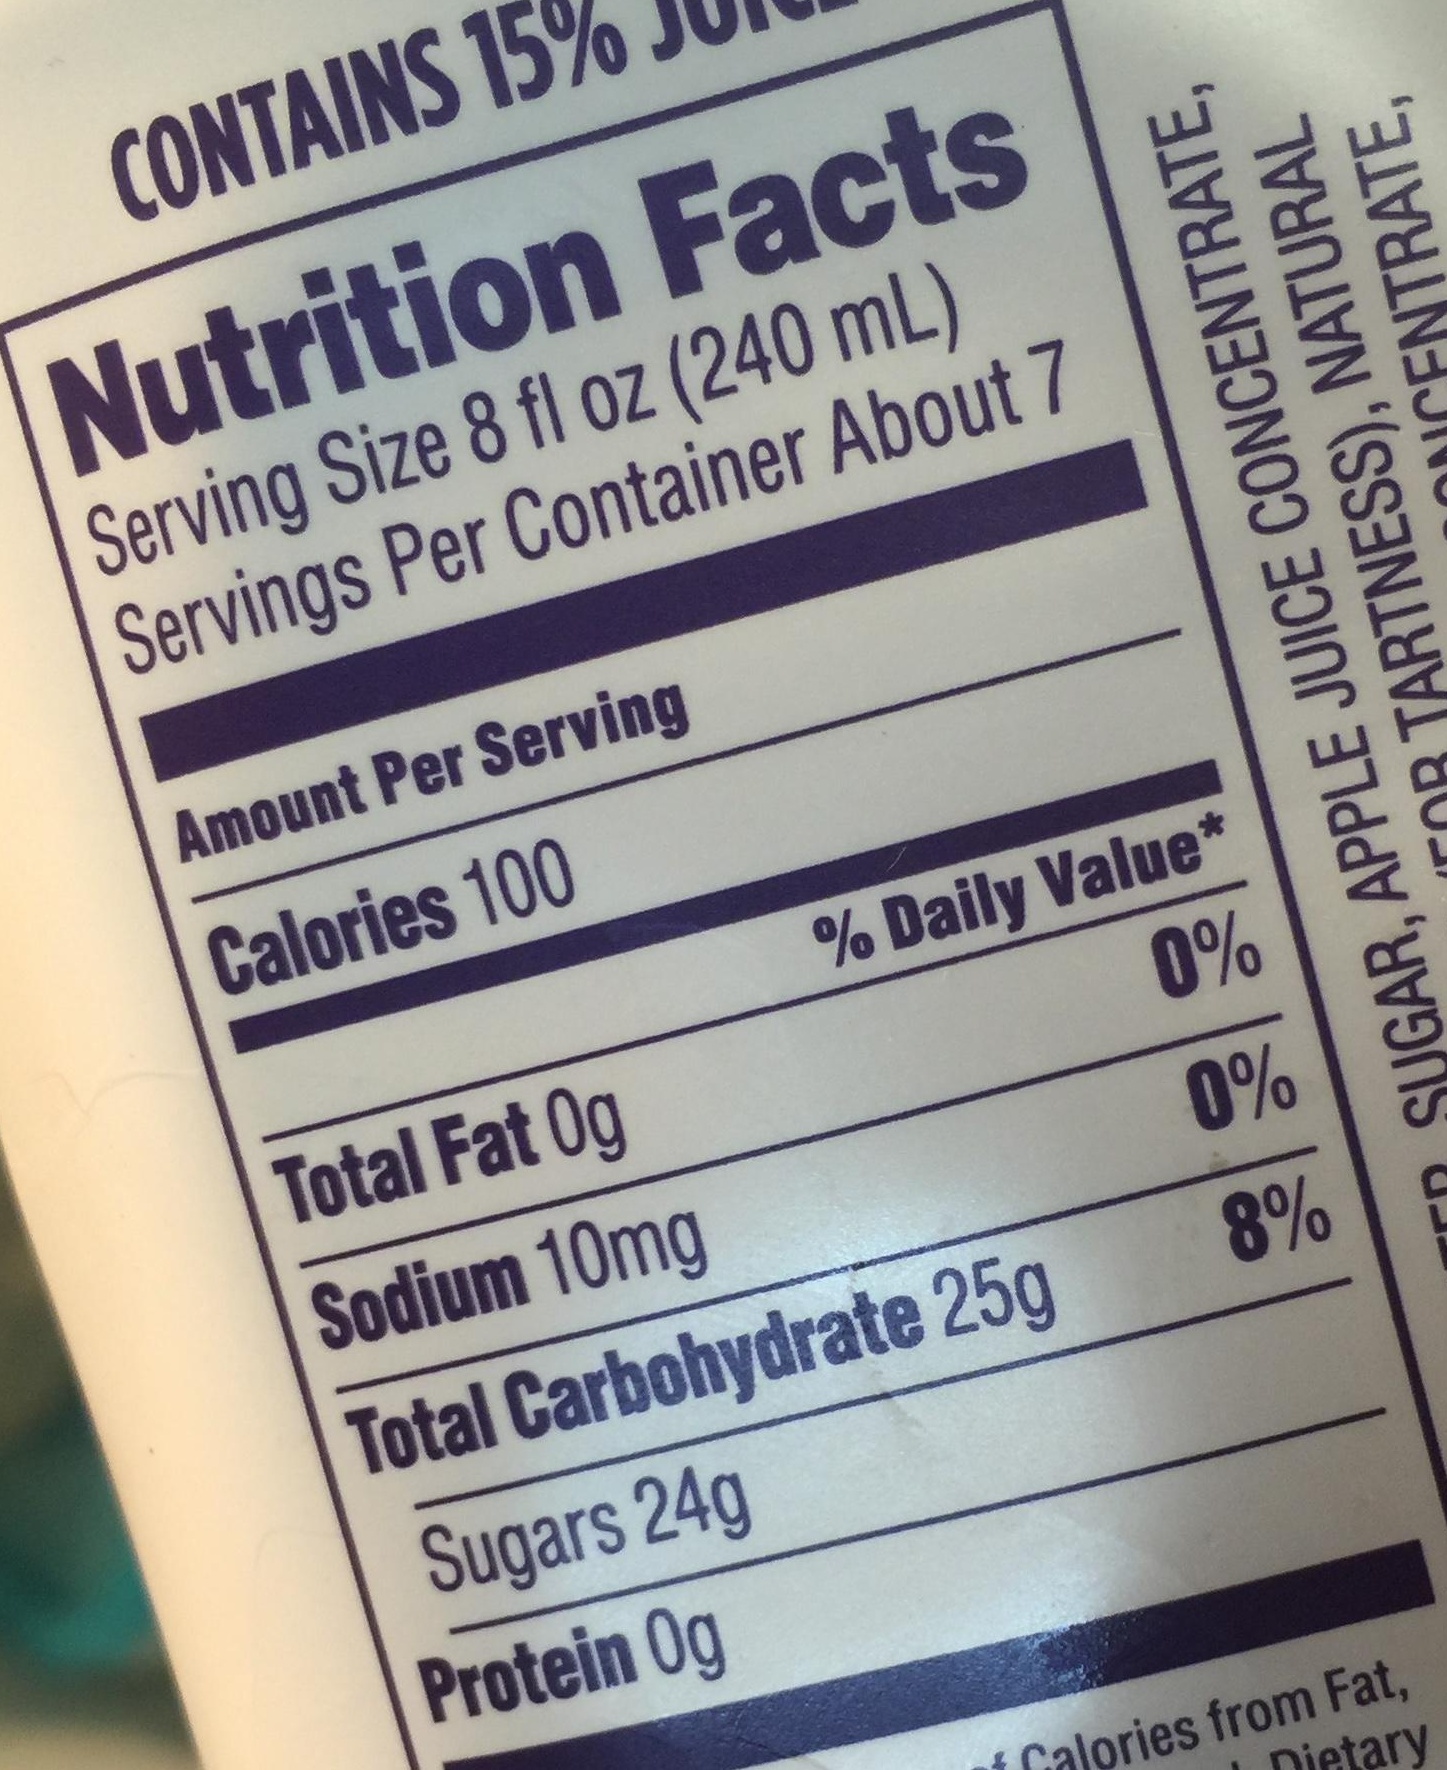 CONTAINS 15% JUICE
Nutrition Facts
Serving Size 8 fl oz (240 mL)
Servings Per Container About 7
Amount Per Serving
Calories 100
% Daily Value*
Total Fat 0g 0%
Sodium 10mg 0%
Total Carbohydrate 25g 8%
Sugars 24g
Protein 0g
Calories from Fat,
Dietary
CONCENTRATE,
SUGAR, APPLE JUICE CONCENTRATE,
(FOR TARTNESS), NATURAL